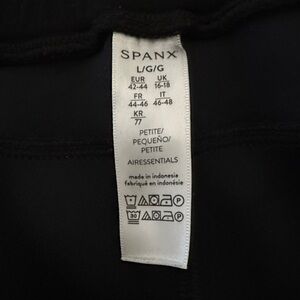 SPANX
L/G/G
EUR UK
42-44 16-18
FR IT
44-46 46-48
KR
77
PETITE/
PEQUEÑO/
PETITE
AIRESSENTIALS
made in indonesia
fabriqué en indonésie
30